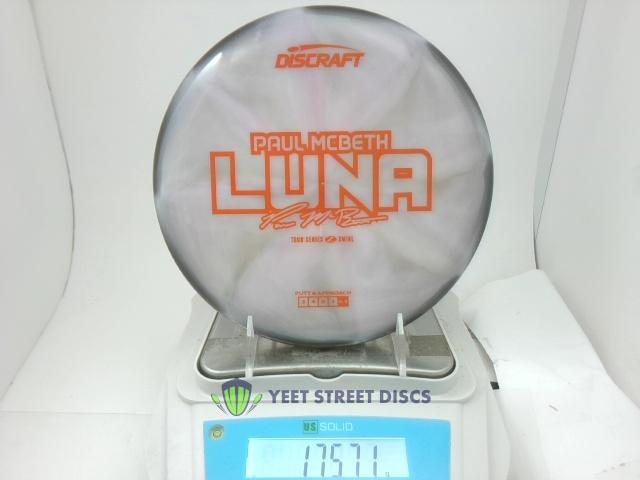 DISCRAFT
PAUL MCBETH
LUNA
TOUR SERIES Z SWIRL
PUTT & APPROACH
YEET STREET DISCS
US SOLID
175.71 g